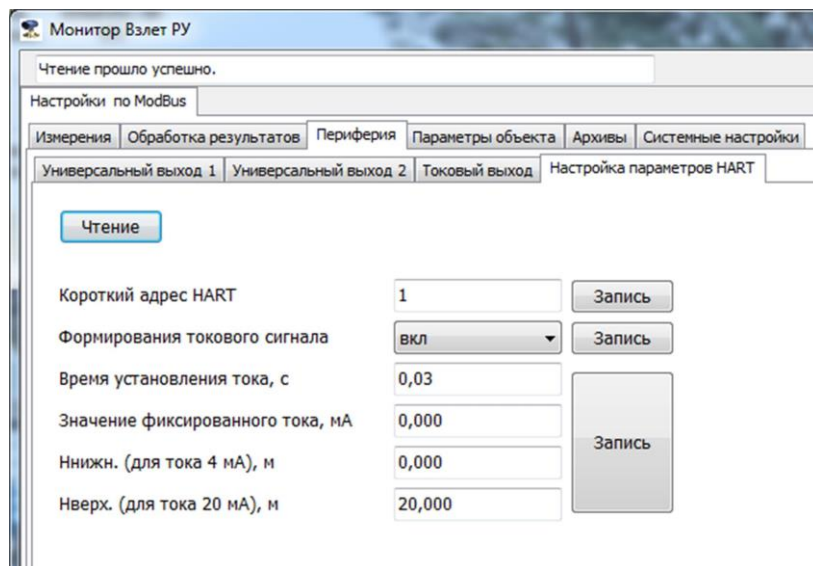 Монитор Взлет РУ
Чтение прошло успешно.
Настройки по ModBus
Измерения Обработка результатов Периферия Параметры объекта Архивы Системные настройки
Универсальный выход 1 Универсальный выход 2 Токовый выход Настройка параметров HART
Чтение
Короткий адрес HART 1 Запись
Формирования токового сигнала вкл Запись
Время установления тока, с 0,03
Значение фиксированного тока, мА 0,000
Запись
Hнижн. (для тока 4 мА), м 0,000
Hверх. (для тока 20 мА), м 20,000